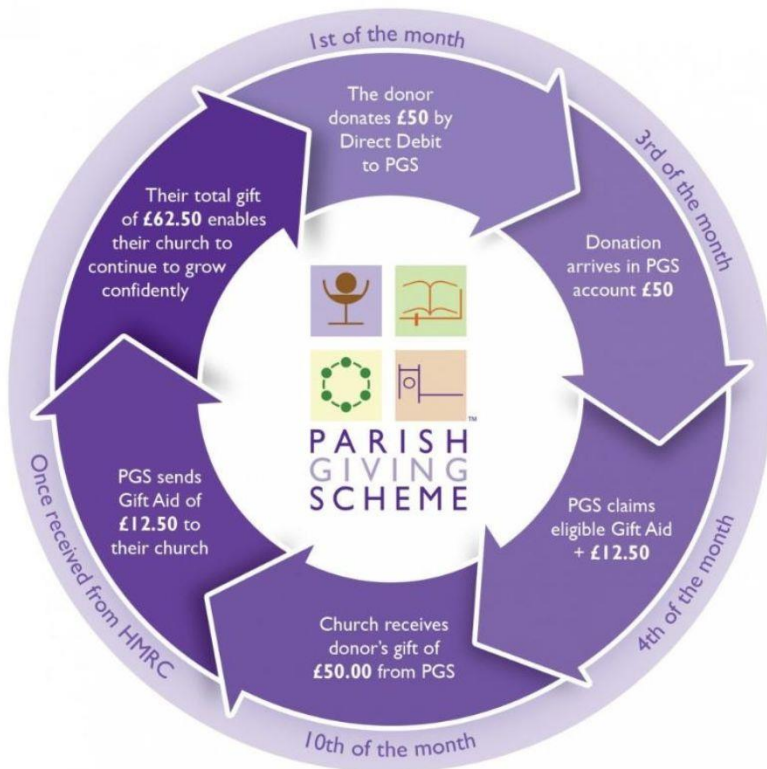 1st of the month
The donor
donates £50 by
Direct Debit
to PGS
3rd of the month
Donation
arrives in PGS
account £50
4th of the month
PGS claims
eligible Gift Aid
+ £12.50
10th of the month
Church receives
donor's gift of
£50.00 from PGS
Once received from HMRC
PGS sends
Gift Aid of
£12.50 to
their church
Their total gift
of £62.50 enables
their church to
continue to grow
confidently
TM
PARISH
GIVING
SCHEME